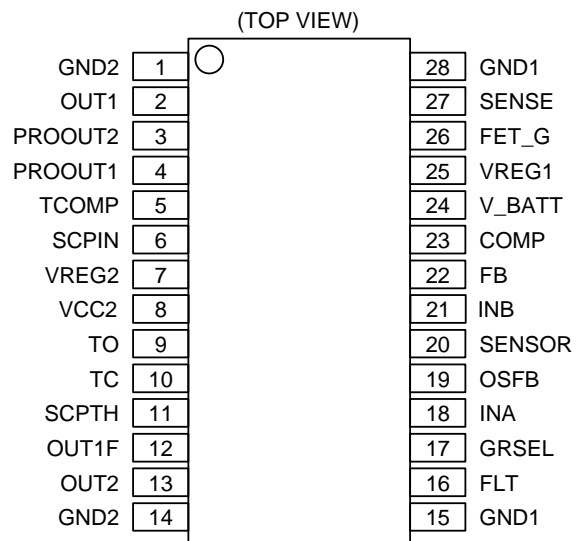 (TOP VIEW)
GND2 1 28 GND1
OUT1 2 27 SENSE
PROOUT2 3 26 FET_G
PROOUT1 4 25 VREG1
TCOMP 5 24 V_BATT
SCPIN 6 23 COMP
VREG2 7 22 FB
VCC2 8 21 INB
TO 9 20 SENSOR
TC 10 19 OSFB
SCPTH 11 18 INA
OUT1F 12 17 GRSEL
OUT2 13 16 FLT
GND2 14 15 GND1